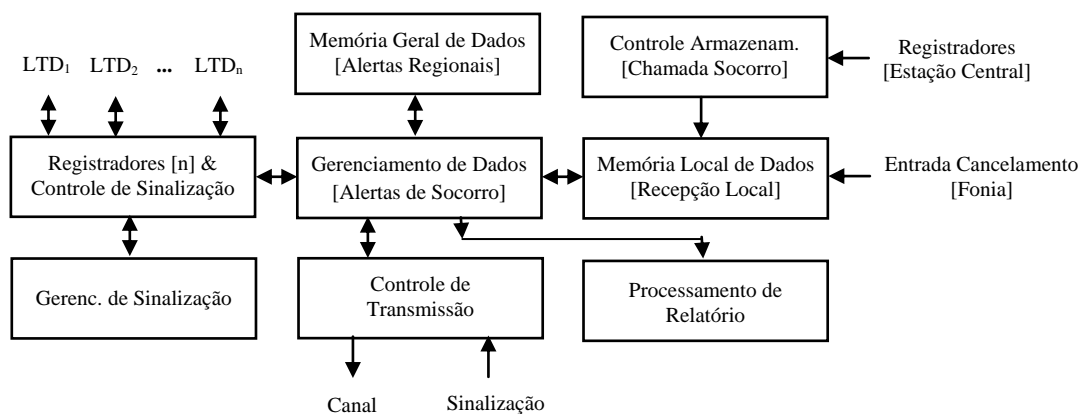 Memória Geral de Dados
[Alertas Regionais]
Controle Armazenam.
[Chamada Socorro]
Registradores
[Estação Central]
LTD1 LTD2 ... LTDn
Registradores [n] &
Controle de Sinalização
Gerenciamento de Dados
[Alertas de Socorro]
Memória Local de Dados
[Recepção Local]
Entrada Cancelamento
[Fonia]
Gerenc. de Sinalização
Controle de
Transmissão
Processamento de
Relatório
Canal
Sinalização